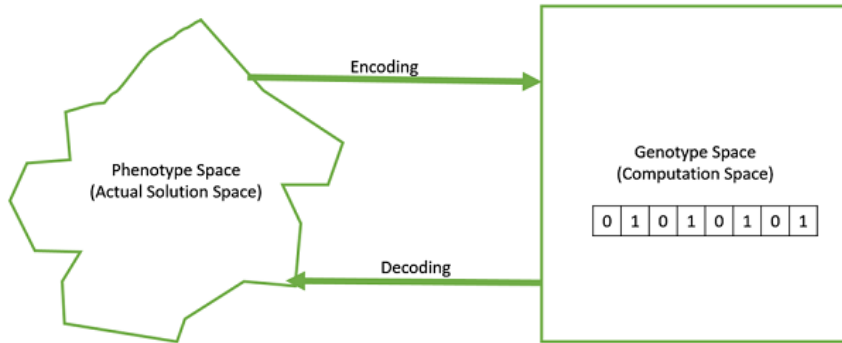 Encoding
Phenotype Space
(Actual Solution Space)
Genotype Space
(Computation Space)
0 1 0 1 0 1 0 1
Decoding